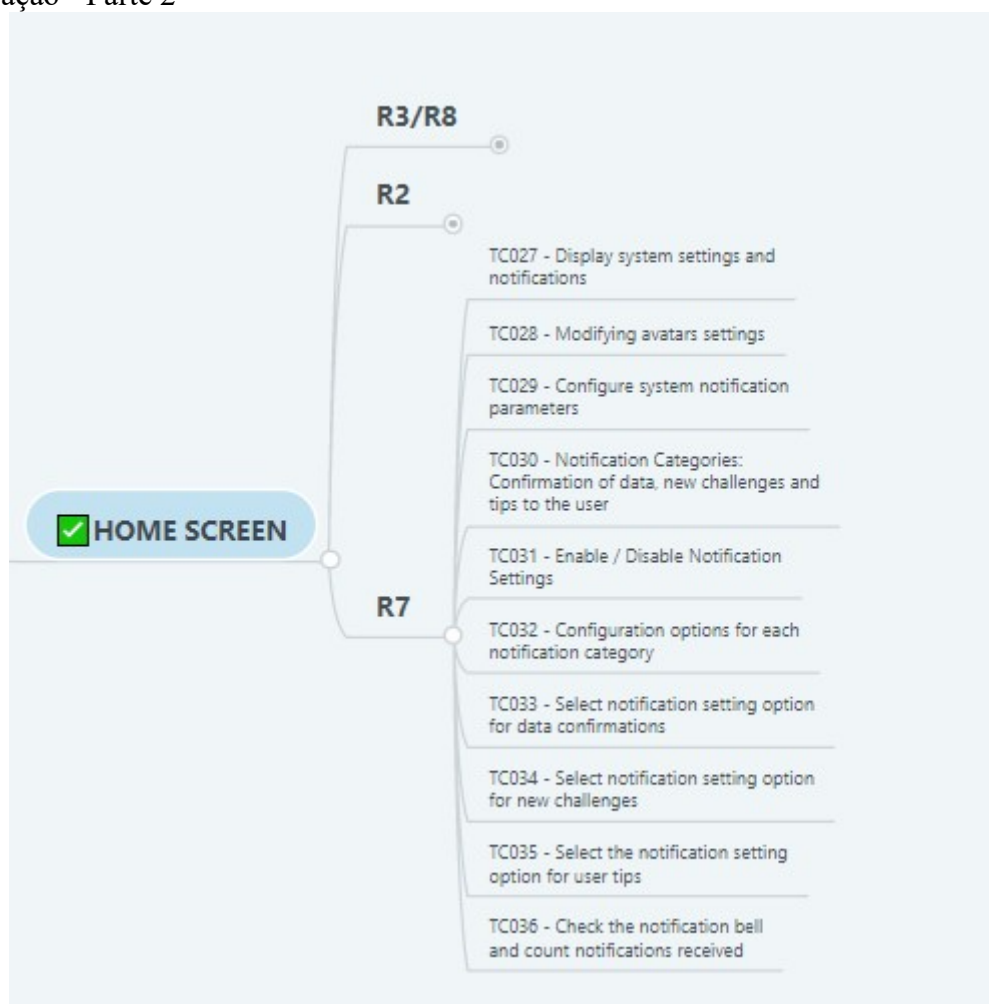 ação - Parte 2
R3/R8
R2
TC027 - Display system settings and
notifications
TC028 - Modifying avatars settings
TC029 - Configure system notification
parameters
TC030 - Notification Categories:
Confirmation of data, new challenges and
tips to the user
HOME SCREEN
TC031 - Enable / Disable Notification
Settings
R7
TC032 - Configuration options for each
notification category
TC033 - Select notification setting option
for data confirmations
TC034 - Select notification setting option
for new challenges
TC035 - Select the notification setting
option for user tips
TC036 - Check the notification bell
and count notifications received